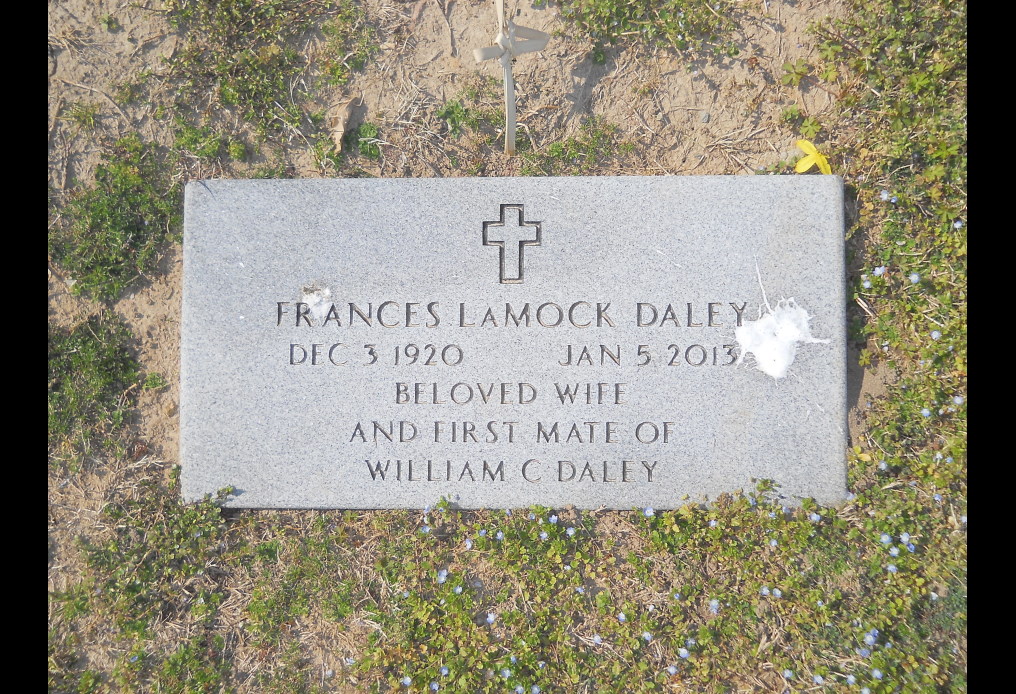 FRANCES LAMOCK DALEY
DEC 3 1920 JAN 5 2013
BELOVED WIFE
AND FIRST MATE OF
WILLIAM C DALEY